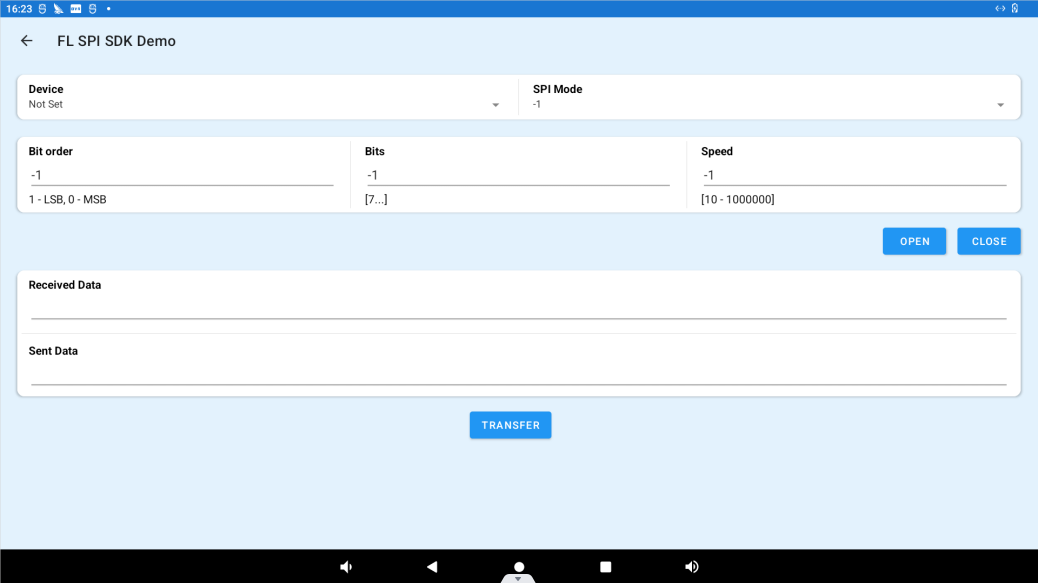 16:23
FL SPI SDK Demo
Device
Not Set
SPI Mode
-1
Bit order
-1
1 - LSB, 0 - MSB
Bits
-1
[7...]
Speed
-1
[10 - 1000000]
OPEN
CLOSE
Received Data
Sent Data
TRANSFER